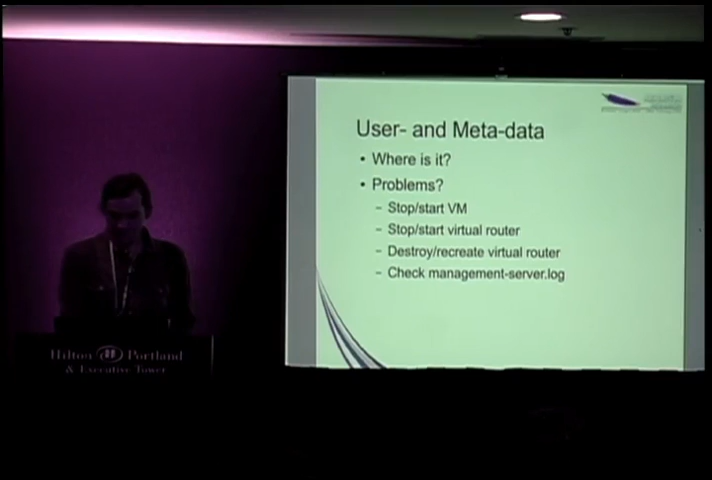 User- and Meta-data
• Where is it?
• Problems?
– Stop/start VM
– Stop/start virtual router
– Destroy/recreate virtual router
– Check management-server.log
Hilton Portland
& Executive Tower